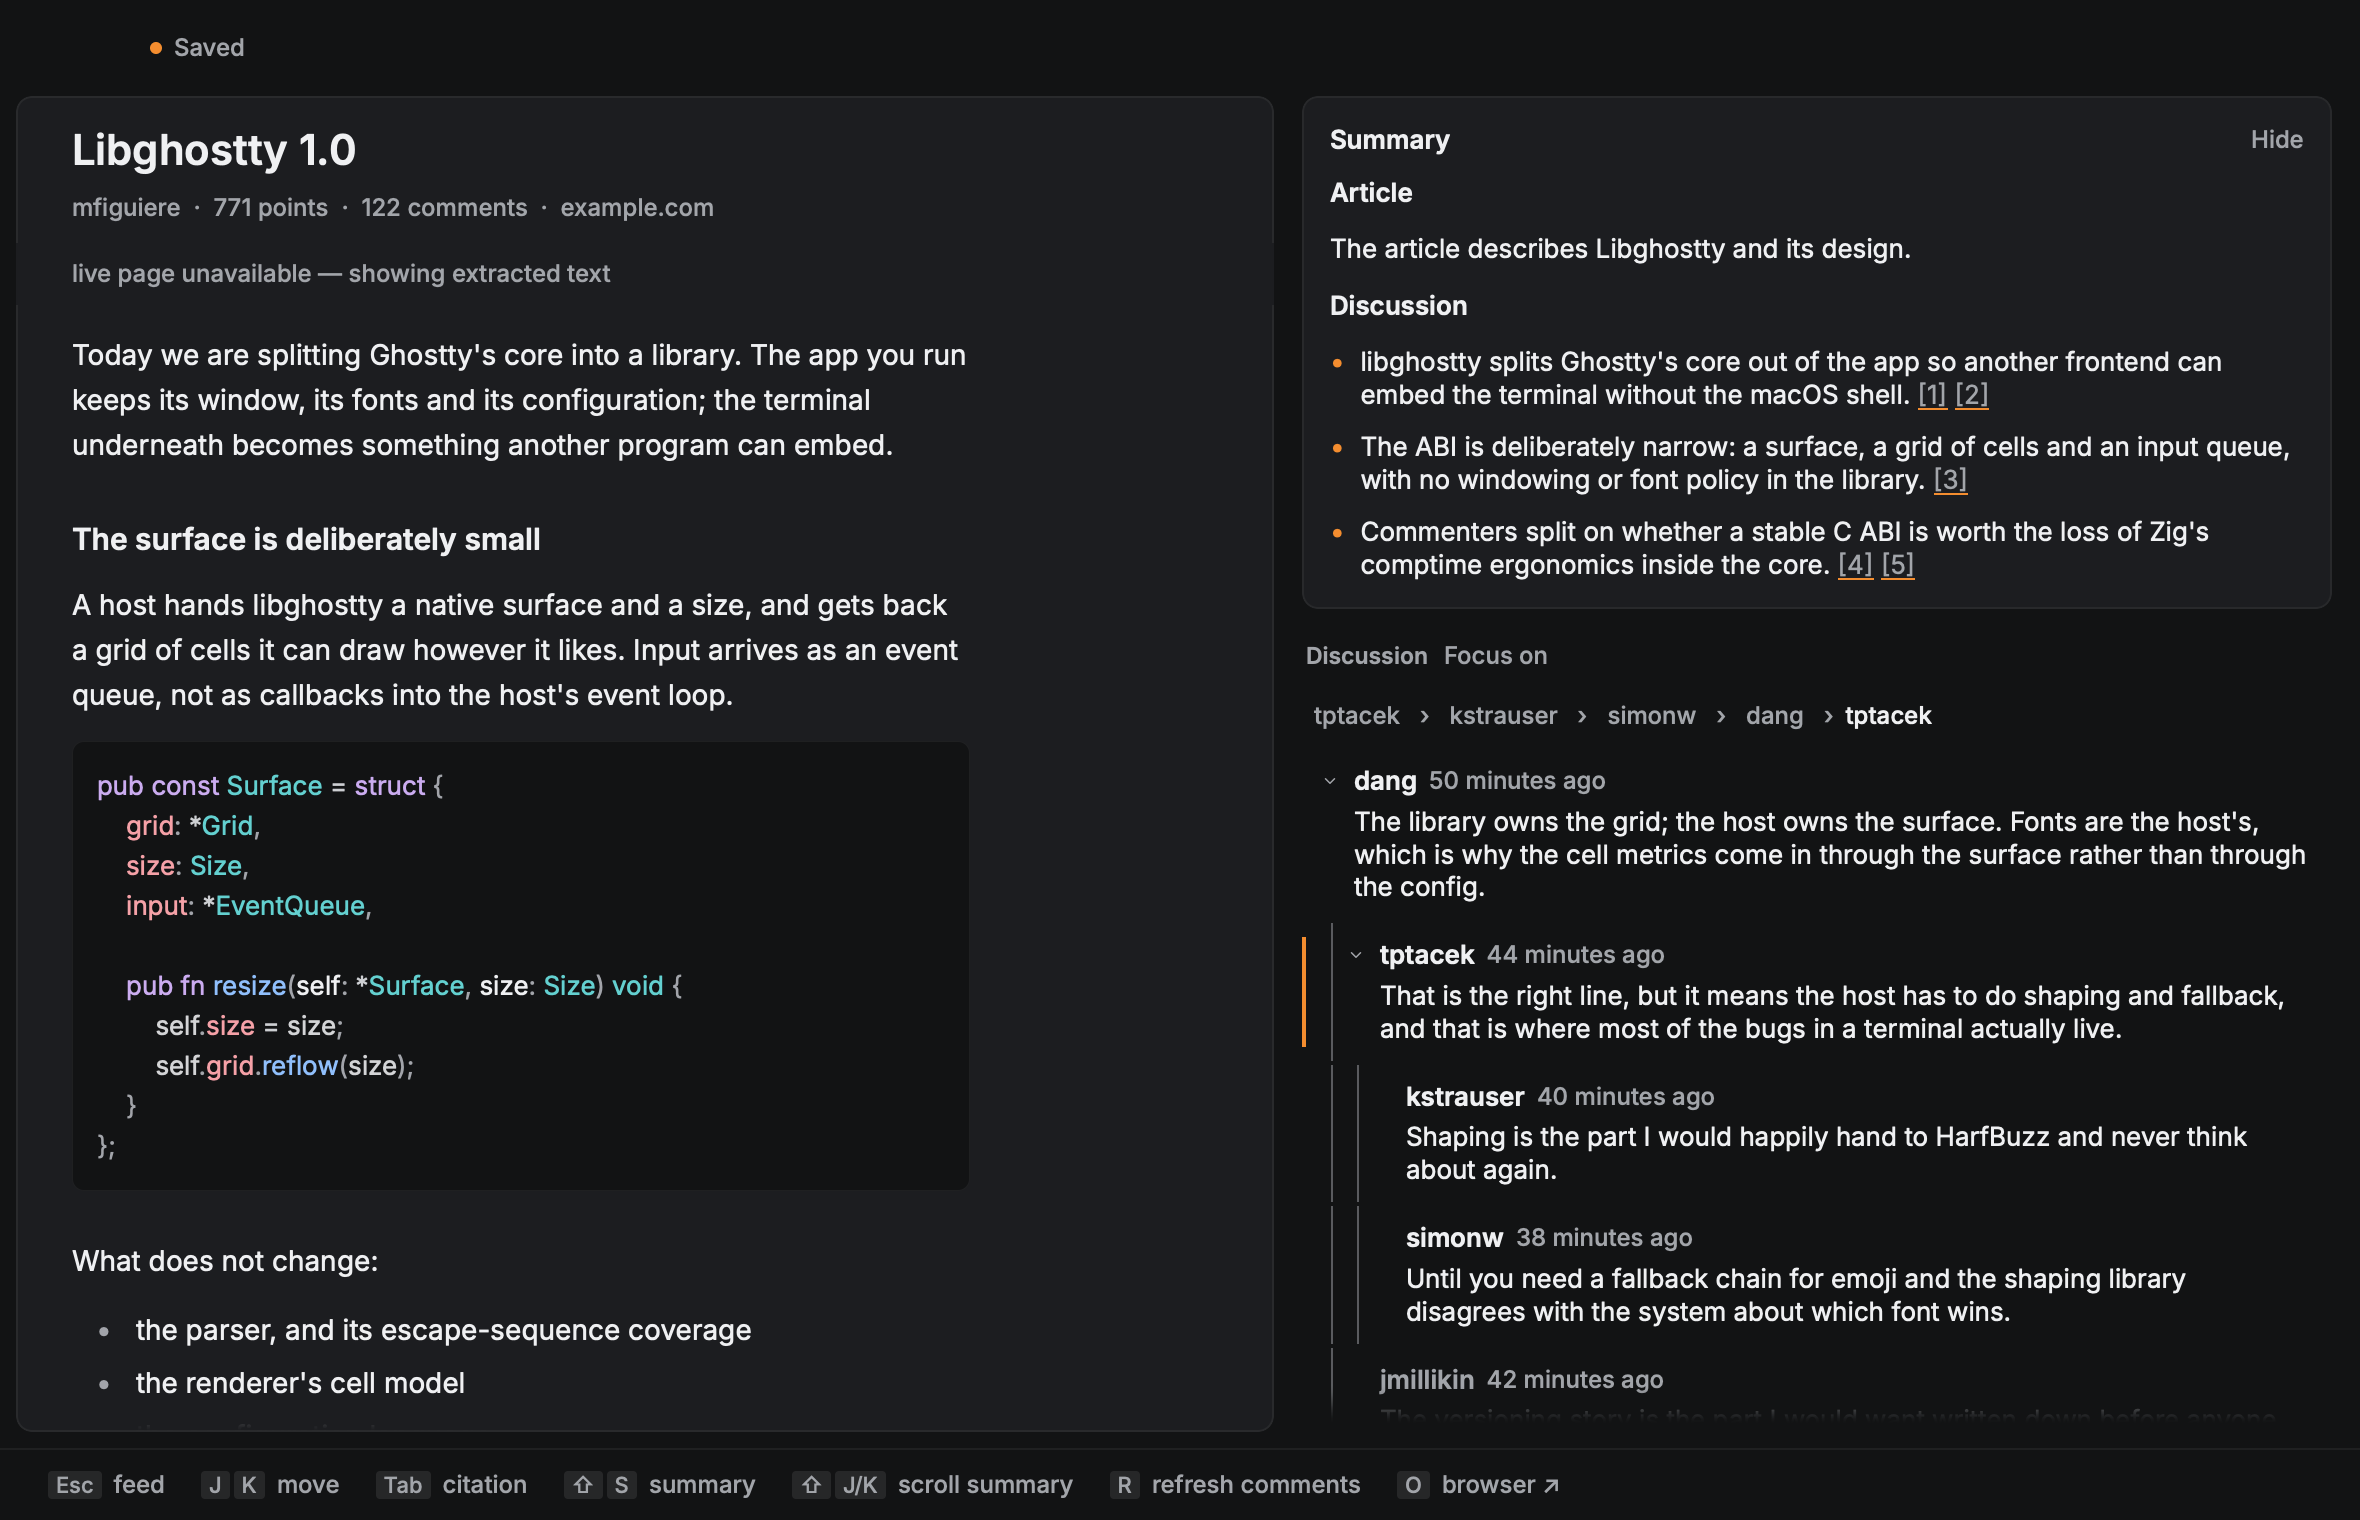 Saved
Libghostty 1.0
mfiguiere · 771 points · 122 comments · example.com
live page unavailable — showing extracted text
Today we are splitting Ghostty's core into a library. The app you run
keeps its window, its fonts and its configuration; the terminal
underneath becomes something another program can embed.
The surface is deliberately small
A host hands libghostty a native surface and a size, and gets back
a grid of cells it can draw however it likes. Input arrives as an event
queue, not as callbacks into the host's event loop.
pub const Surface = struct {
    grid: *Grid,
    size: Size,
    input: *EventQueue,
    pub fn resize(self: *Surface, size: Size) void {
        self.size = size;
        self.grid.reflow(size);
    }
};
What does not change:
• the parser, and its escape-sequence coverage
• the renderer's cell model
Summary
Hide
Article
The article describes Libghostty and its design.
Discussion
• libghostty splits Ghostty's core out of the app so another frontend can
embed the terminal without the macOS shell. [1] [2]
• The ABI is deliberately narrow: a surface, a grid of cells and an input queue,
with no windowing or font policy in the library. [3]
• Commenters split on whether a stable C ABI is worth the loss of Zig's
comptime ergonomics inside the core. [4] [5]
Discussion Focus on
tptacek › kstrauser › simonw › dang › tptacek
dang 50 minutes ago
The library owns the grid; the host owns the surface. Fonts are the host's,
which is why the cell metrics come in through the surface rather than through
the config.
tptacek 44 minutes ago
That is the right line, but it means the host has to do shaping and fallback,
and that is where most of the bugs in a terminal actually live.
kstrauser 40 minutes ago
Shaping is the part I would happily hand to HarfBuzz and never think
about again.
simonw 38 minutes ago
Until you need a fallback chain for emoji and the shaping library
disagrees with the system about which font wins.
jmillikin 42 minutes ago
The versioning story is the part I would want written down before anyone
Esc feed J K move Tab citation ⇧ S summary ⇧ J/K scroll summary R refresh comments O browser ↗